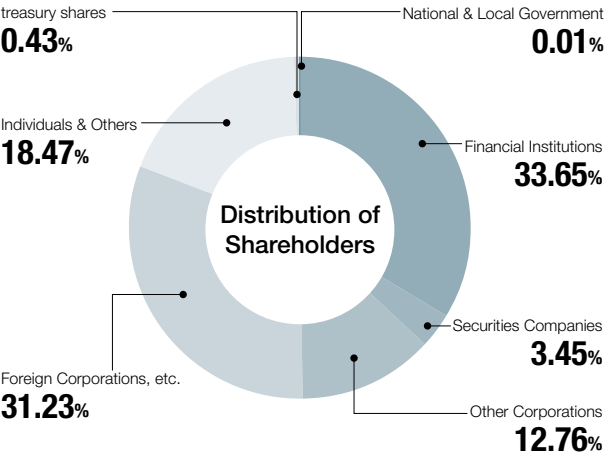 treasury shares
0.43%
National & Local Government
0.01%
Individuals & Others
18.47%
Financial Institutions
33.65%
Distribution of
Shareholders
Securities Companies
3.45%
Foreign Corporations, etc.
31.23%
Other Corporations
12.76%